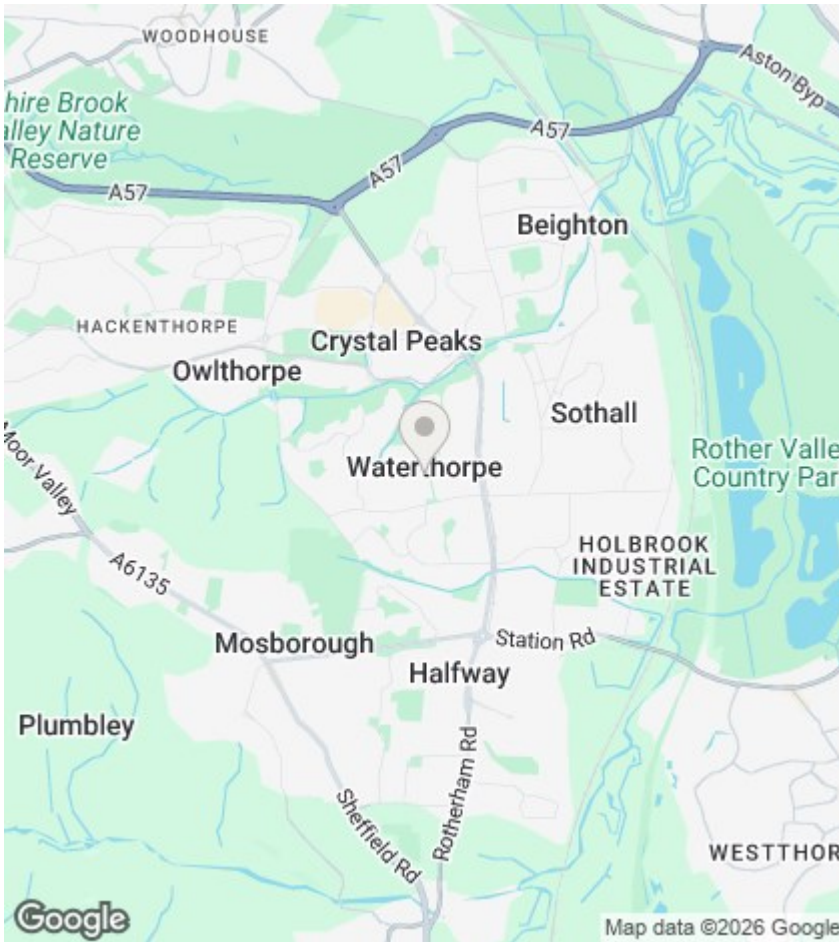 WOODHOUSE
hire Brook
alley Nature
Reserve
Aston Byp
A57
A57
A57
Beighton
HACKENTHORPE
Crystal Peaks
Owlthorpe
Sothall
Moor Valley
Waterthorpe
Rother Valle
Country Par
HOLBROOK
INDUSTRIAL
ESTATE
A6135
Mosborough
Station Rd
Halfway
Plumbley
Sheffield Rd
Rotherham Rd
WESTTHOR
Google
Map data ©2026 Google